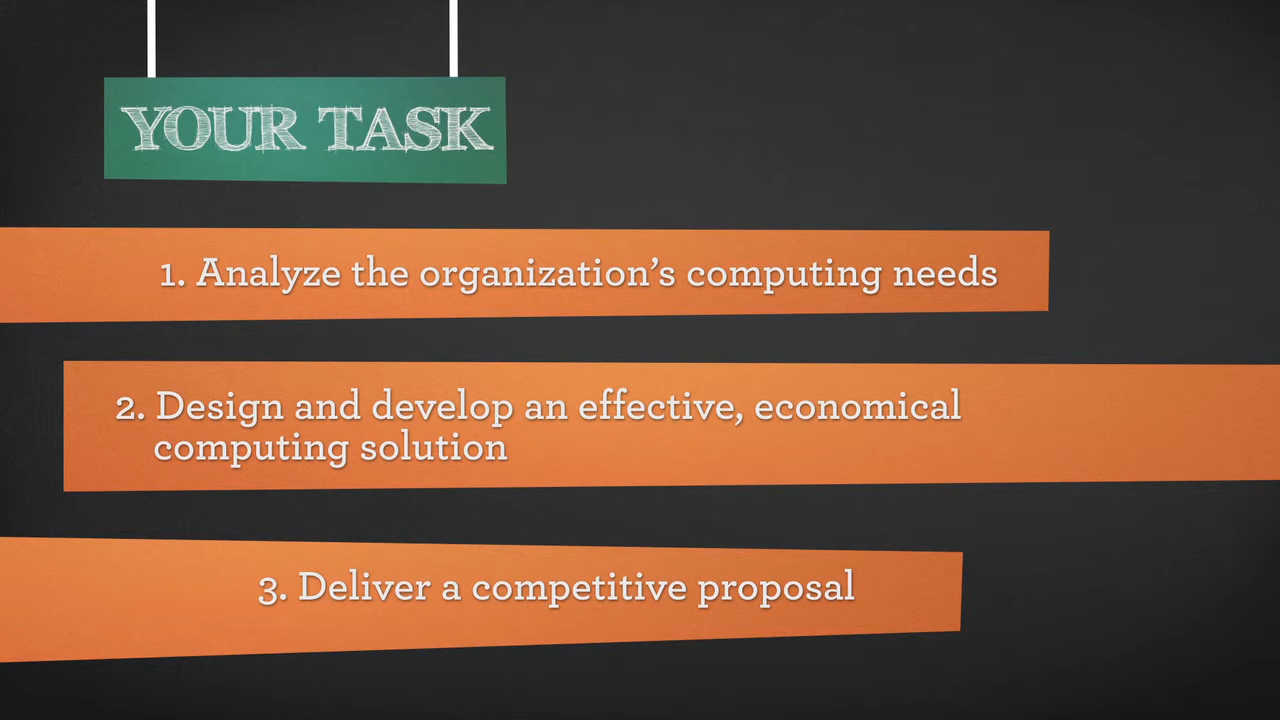 YOUR TASK
1. Analyze the organization’s computing needs
2. Design and develop an effective, economical
computing solution
3. Deliver a competitive proposal